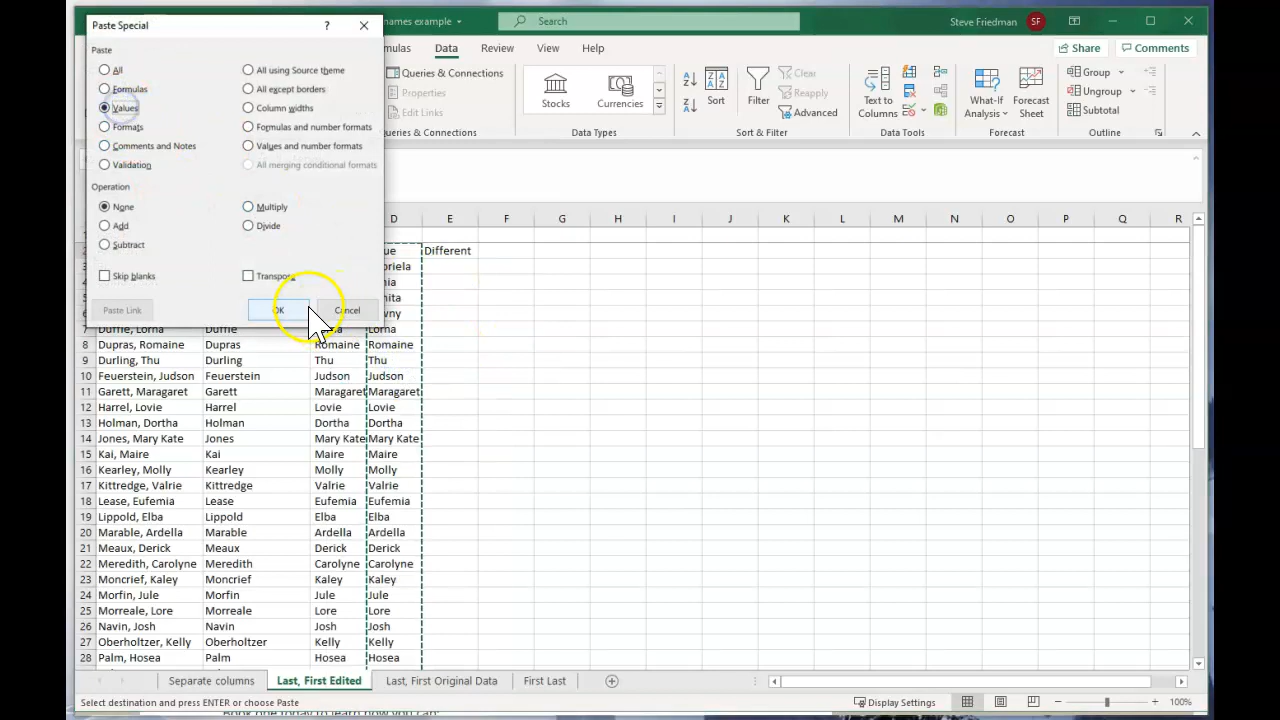 Paste Special
?
names example
Search
Steve Friedman
SF
Data
Review
View
Help
Share
Comments
Paste
All
Formulas
Values
Formats
Comments and Notes
Validation
All using Source theme
All except borders
Column widths
Formulas and number formats
Values and number formats
All merging conditional formats
Operation
None
Add
Subtract
Multiply
Divide
Skip blanks
Transpose
Paste Link
OK
Cancel
Queries & Connections
Properties
Edit Links
Stocks
Currencies
Data Types
Sort
Filter
Clear
Reapply
Advanced
Sort & Filter
Text to
Columns
Data Tools
What-If
Analysis
Forecast
Sheet
Forecast
Group
Ungroup
Subtotal
Outline
D E F G H I J K L M N O P Q R
Different
7 Duffie, Lorna Duffie Lorna
8 Dupras, Romaine Dupras Romaine Romaine
9 Durling, Thu Durling Thu Thu
10 Feuerstein, Judson Feuerstein Judson Judson
11 Garett, Maragaret Garett Maragaret Maragaret
12 Harrel, Lovie Harrel Lovie Lovie
13 Holman, Dortha Holman Dortha Dortha
14 Jones, Mary Kate Jones Mary Kate Mary Kate
15 Kai, Maire Kai Maire Maire
16 Kearley, Molly Kearley Molly Molly
17 Kittredge, Valrie Kittredge Valrie Valrie
18 Lease, Eufemia Lease Eufemia Eufemia
19 Lippold, Elba Lippold Elba Elba
20 Marable, Ardella Marable Ardella Ardella
21 Meaux, Derick Meaux Derick Derick
22 Meredith, Carolyne Meredith Carolyne Carolyne
23 Moncrief, Kaley Moncrief Kaley Kaley
24 Morfin, Jule Morfin Jule Jule
25 Morreale, Lore Morreale Lore Lore
26 Navin, Josh Navin Josh Josh
27 Oberholtzer, Kelly Oberholtzer Kelly Kelly
28 Palm, Hosea Palm Hosea Hosea
Separate columns
Last, First Edited
Last, First Original Data
First Last
Select destination and press ENTER or choose Paste
Display Settings
100%